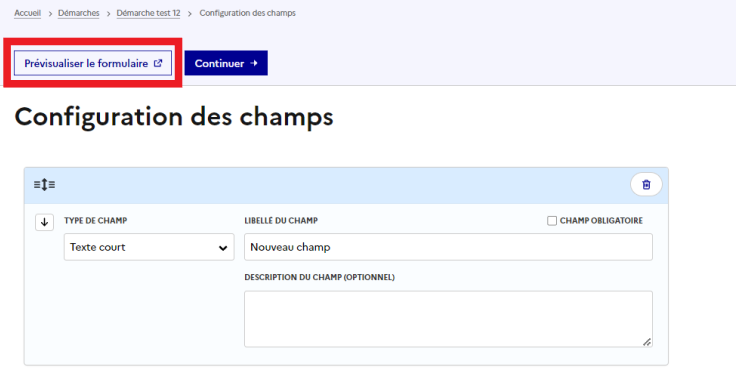 Accueil > Démarches > Démarche test 12 > Configuration des champs
Prévisualiser le formulaire Continuer →
Configuration des champs
TYPE DE CHAMP LIBELLÉ DU CHAMP CHAMP OBLIGATOIRE
Texte court Nouveau champ
DESCRIPTION DU CHAMP (OPTIONNEL)